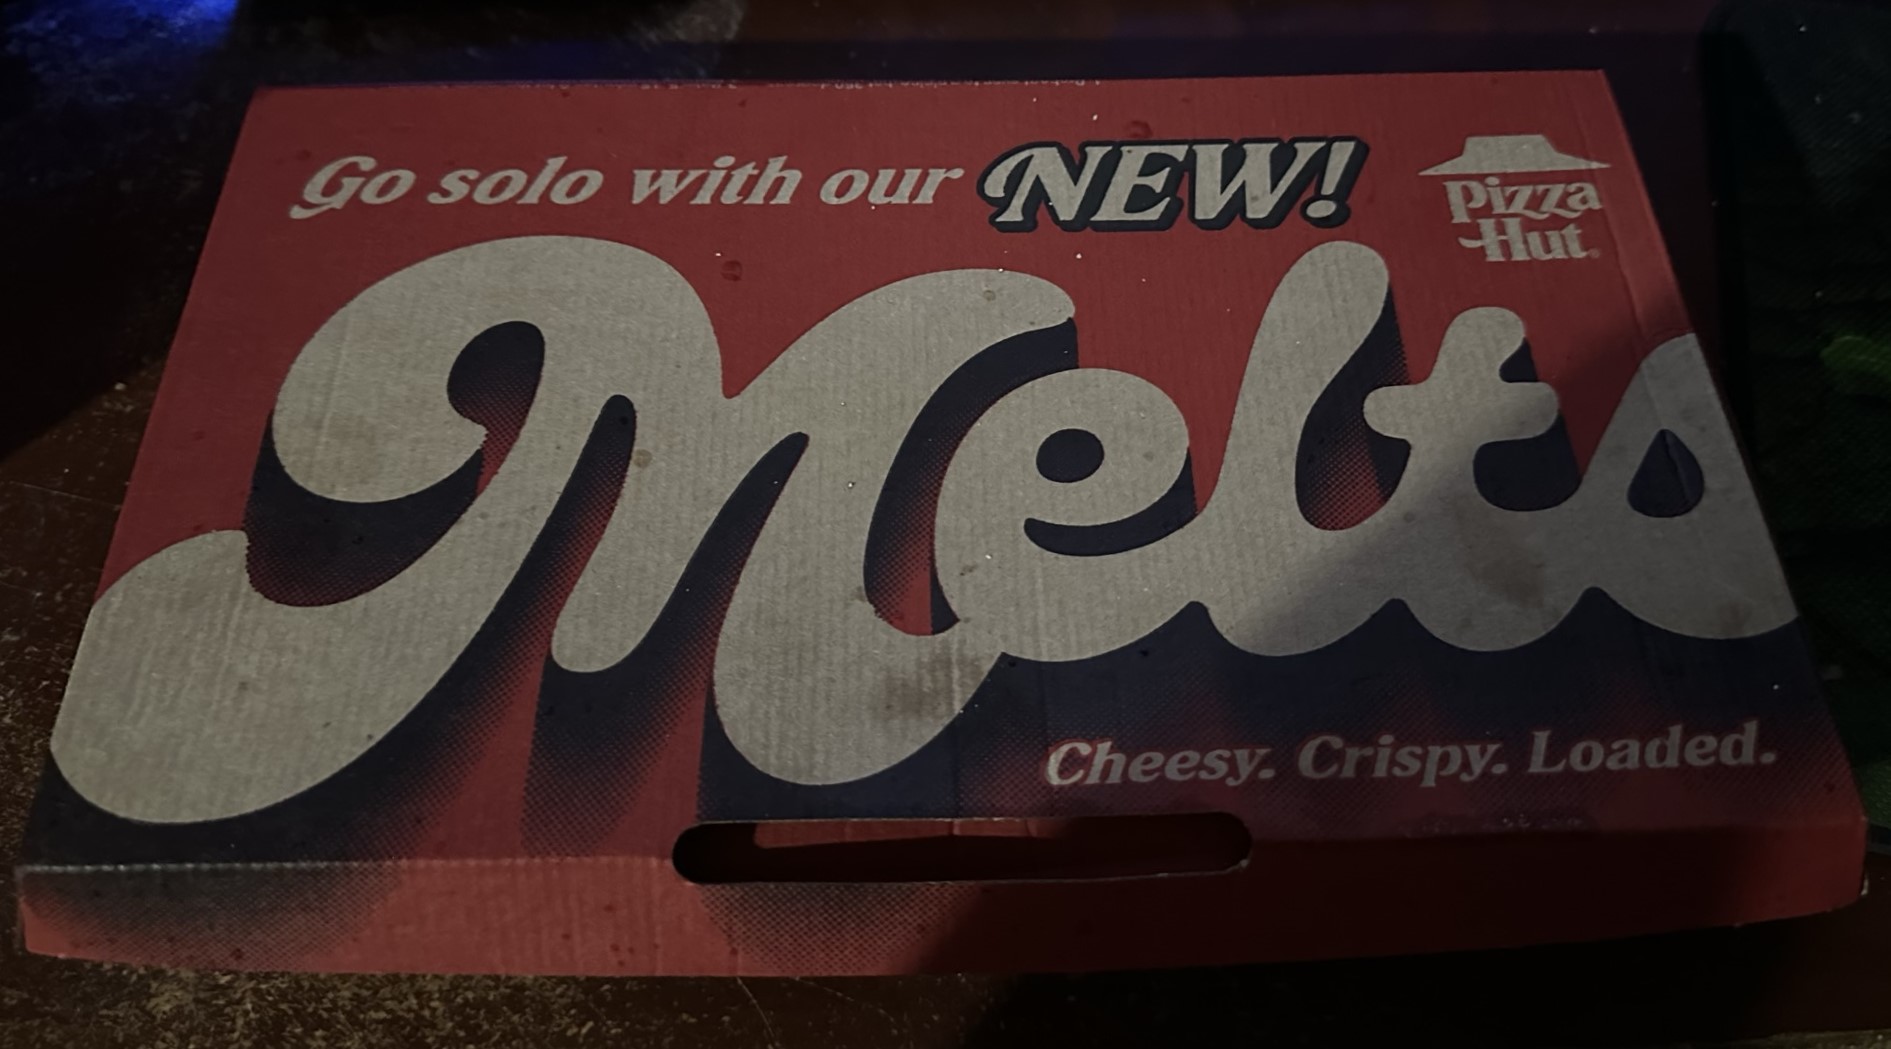 Go solo with our NEW!
Pizza
Hut
Melts
Cheesy. Crispy. Loaded.